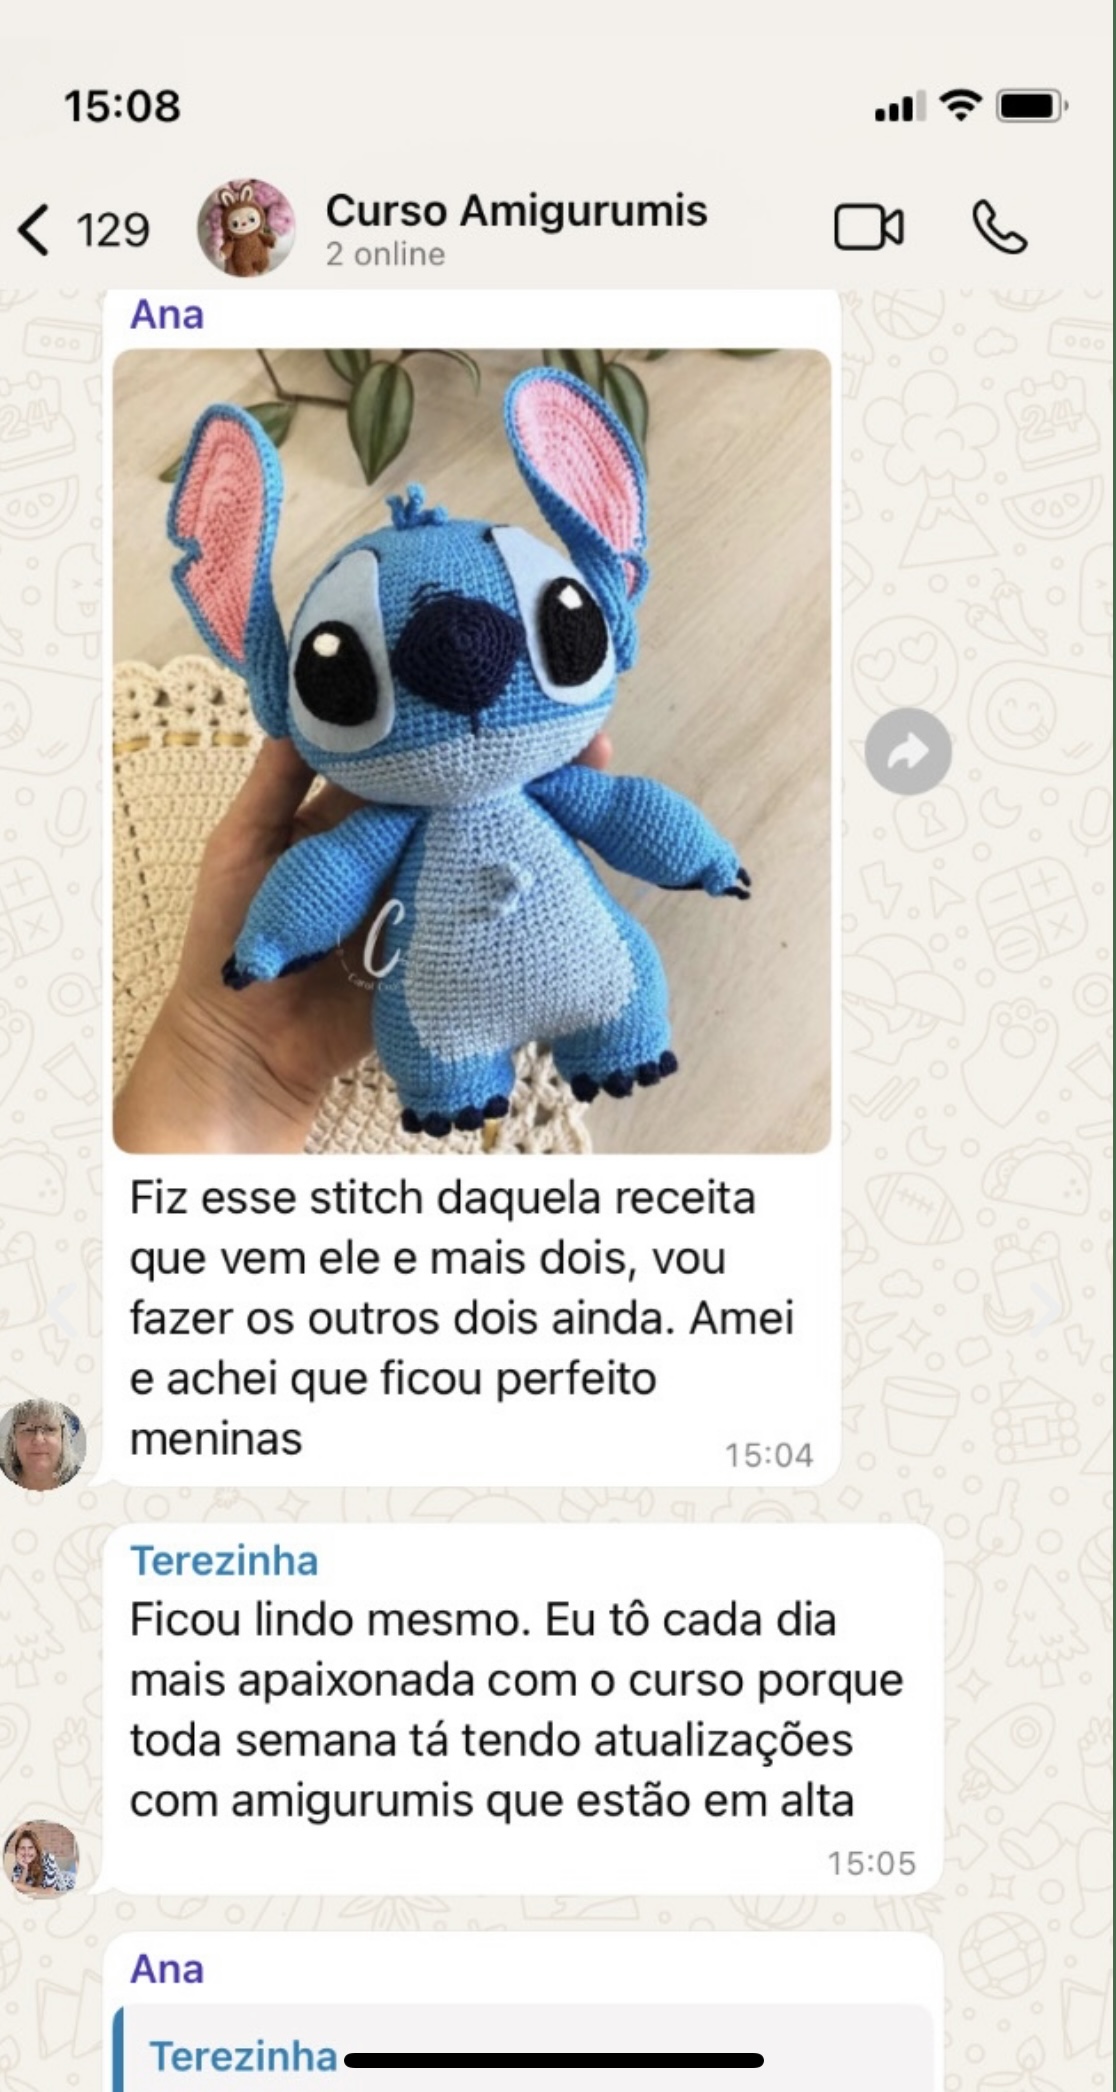 15:08
129
Curso Amigurumis
2 online
Ana
C
Fiz esse stitch daquela receita
que vem ele e mais dois, vou
fazer os outros dois ainda. Amei
e achei que ficou perfeito
meninas
15:04
Terezinha
Ficou lindo mesmo. Eu tô cada dia
mais apaixonada com o curso porque
toda semana tá tendo atualizações
com amigurumis que estão em alta
15:05
Ana
Terezinha